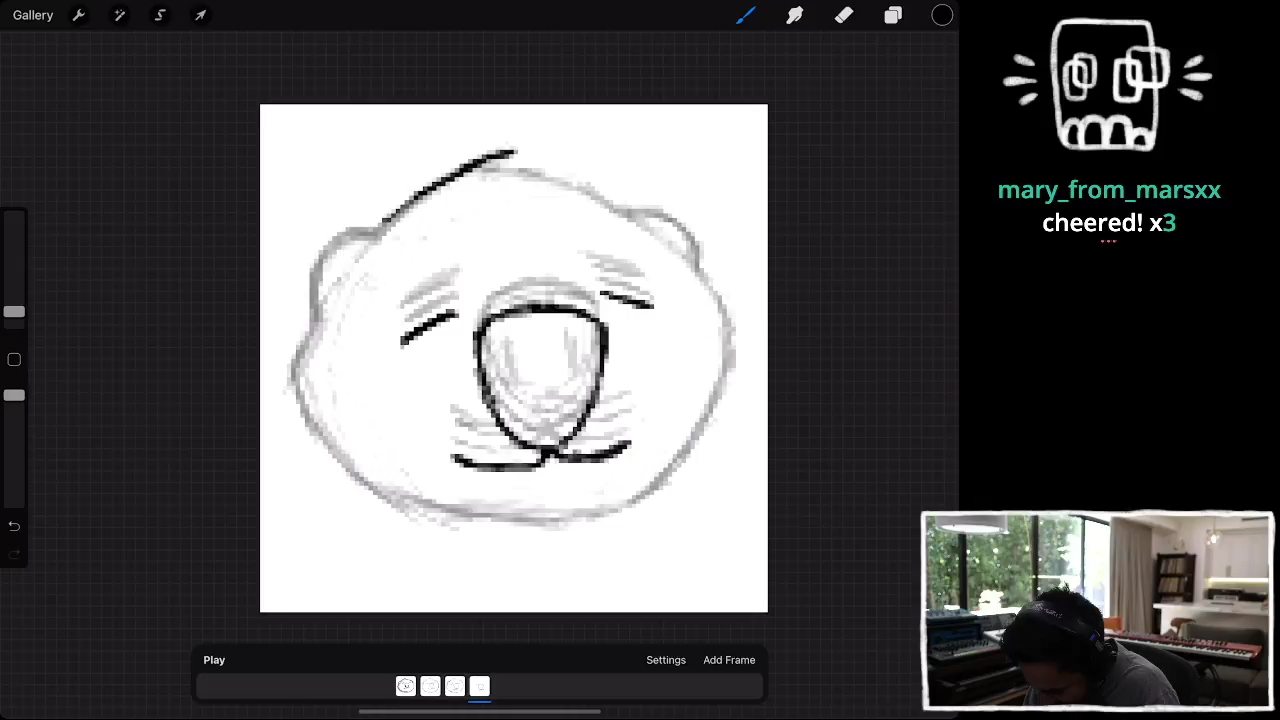 Gallery
mary_from_marsxx
cheered! x3
Play
Settings
Add Frame